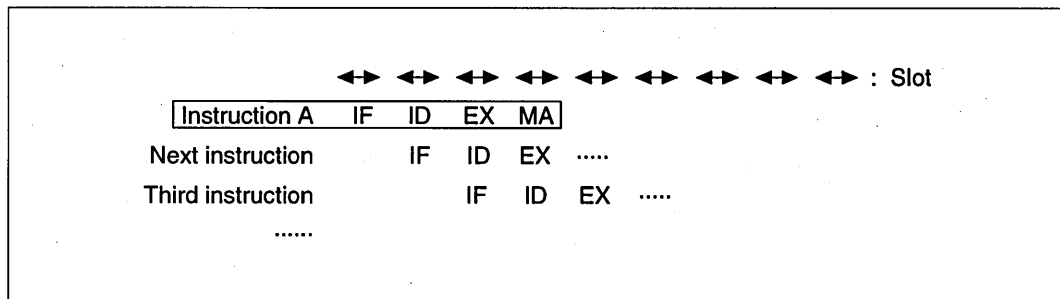 : Slot
Instruction A IF ID EX MA
Next instruction IF ID EX .....
Third instruction IF ID EX .....
......